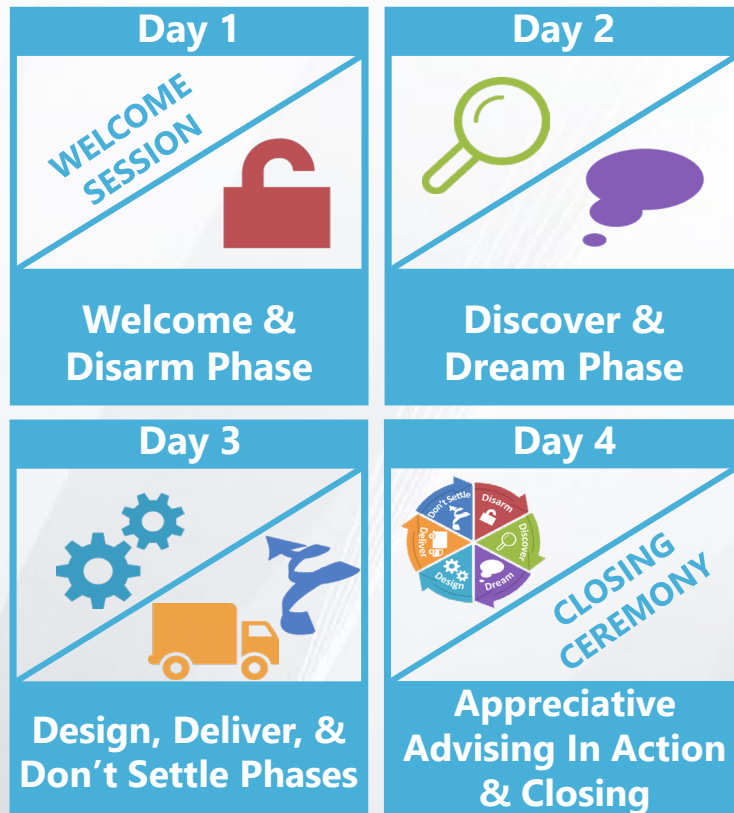 Day 1
WELCOME
SESSION
Welcome &
Disarm Phase
Day 2
Discover &
Dream Phase
Day 3
Design, Deliver, &
Don't Settle Phases
Day 4
Disarm
Discover
Dream
Design
Deliver
Don't Settle
CLOSING
CEREMONY
Appreciative
Advising In Action
& Closing